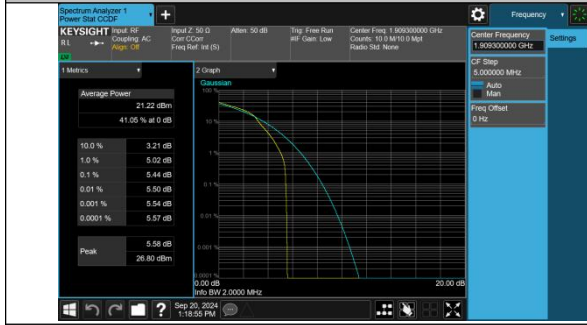 Spectrum Analyzer 1
Power Stat CCDF
+
Frequency
KEYSIGHT
Input: RF
Input Z: 50 Ω
Atten: 50 dB
Trig: Free Run
Center Freq: 1.909300000 GHz
R L
Coupling: AC
Corr CCorr
#IF Gain: Low
Counts: 10.0 M/10.0 Mpt
Align: Off
Freq Ref: Int (S)
Radio Std: None
1 Metrics
2 Graph
Gaussian
Average Power
21.22 dBm
41.05 % at 0 dB
10.0 % 3.21 dB
1.0 % 5.02 dB
0.1 % 5.44 dB
0.01 % 5.50 dB
0.001 % 5.54 dB
0.0001 % 5.57 dB
Peak
5.58 dB
26.80 dBm
100 %
10 %
1 %
0.1 %
0.01 %
0.001 %
0.0001 %
0.00 dB
20.00 dB
Info BW 2.0000 MHz
Center Frequency
1.909300000 GHz
Settings
CF Step
5.000000 MHz
Auto
Man
Freq Offset
0 Hz
?
Sep 20, 2024
1:18:55 PM